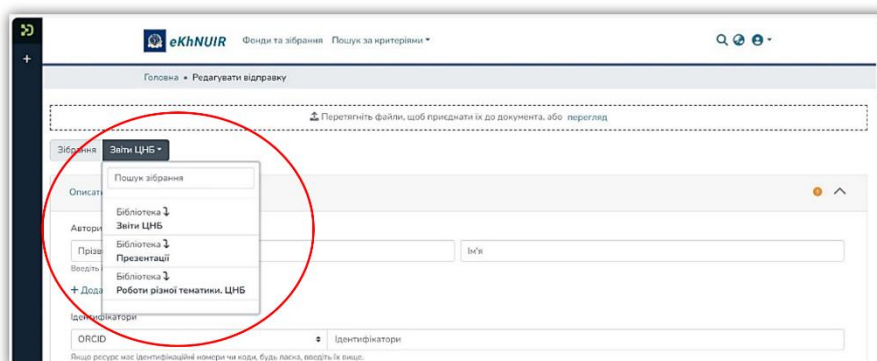 eKhNUIR Фонди та зібрання Пошук за критеріями
Головна • Редагувати відправку
Перетягніть файли, щоб приєднати їх до документа, або перегляд
Зібрання Звіти ЦНБ
Пошук зібрання
Описати
Бібліотека
Звіти ЦНБ
Автори
Бібліотека
Презентації
Прізв
Ім'я
Введіть
Бібліотека
Роботи різної тематики. ЦНБ
+ Дода
Ідентифікатори
ORCID Ідентифікатори
Якщо ресурс має ідентифікаційні номери чи коди, будь ласка, введіть їх вище.